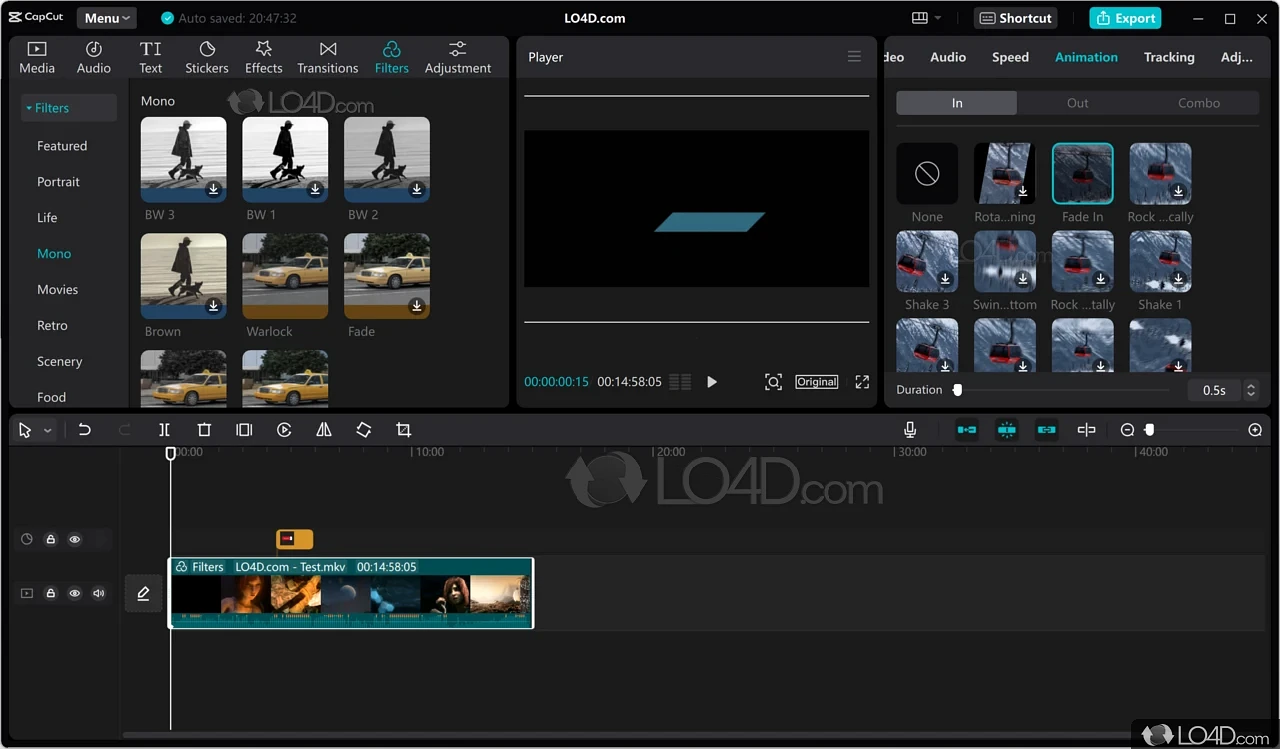 CapCut
Menu
Auto saved: 20:47:32
LO4D.com
Shortcut
Export
Media
Audio
Text
Stickers
Effects
Transitions
Filters
Adjustment
Filters
Featured
Portrait
Life
Mono
Movies
Retro
Scenery
Food
Mono
LO4D.com
BW 3
BW 1
BW 2
Brown
Warlock
Fade
Player
00:00:00:15
00:14:58:05
Original
deo
Audio
Speed
Animation
Tracking
Adj...
In
Out
Combo
None
Rota...ning
Fade In
Rock ...cally
LO4D.com
Shake 3
Swin...ttom
Rock ...tally
Shake 1
Duration
0.5s
00:00
10:00
20:00
30:00
40:00
LO4D.com
Filters LO4D.com - Test.mkv 00:14:58:05
LO4D.com